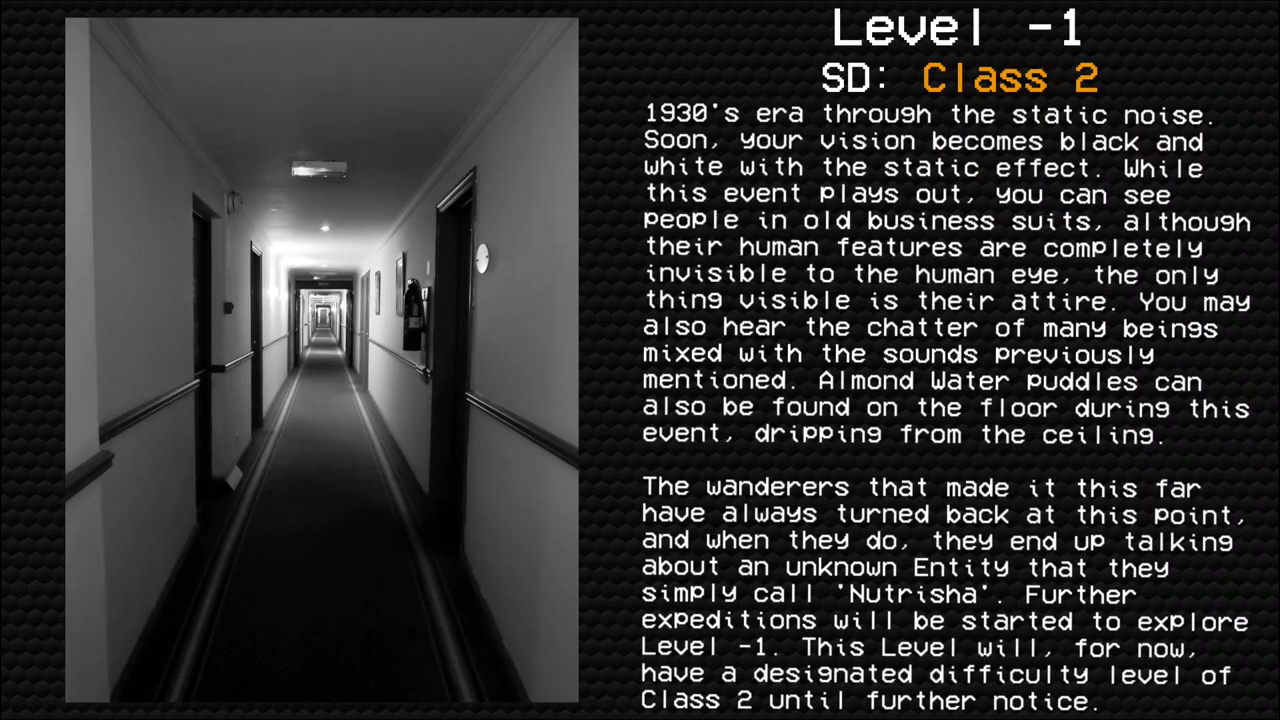 Level -1
SD: Class 2
1930's era through the static noise.
Soon, your vision becomes black and
white with the static effect. While
this event plays out, you can see
people in old business suits, although
their human features are completely
invisible to the human eye, the only
thing visible is their attire. You may
also hear the chatter of many beings
mixed with the sounds previously
mentioned. Almond Water puddles can
also be found on the floor during this
event, dripping from the ceiling.
The wanderers that made it this far
have always turned back at this point,
and when they do, they end up talking
about an unknown Entity that they
simply call 'Nutrisha'. Further
expeditions will be started to explore
Level -1. This Level will, for now,
have a designated difficulty level of
Class 2 until further notice.